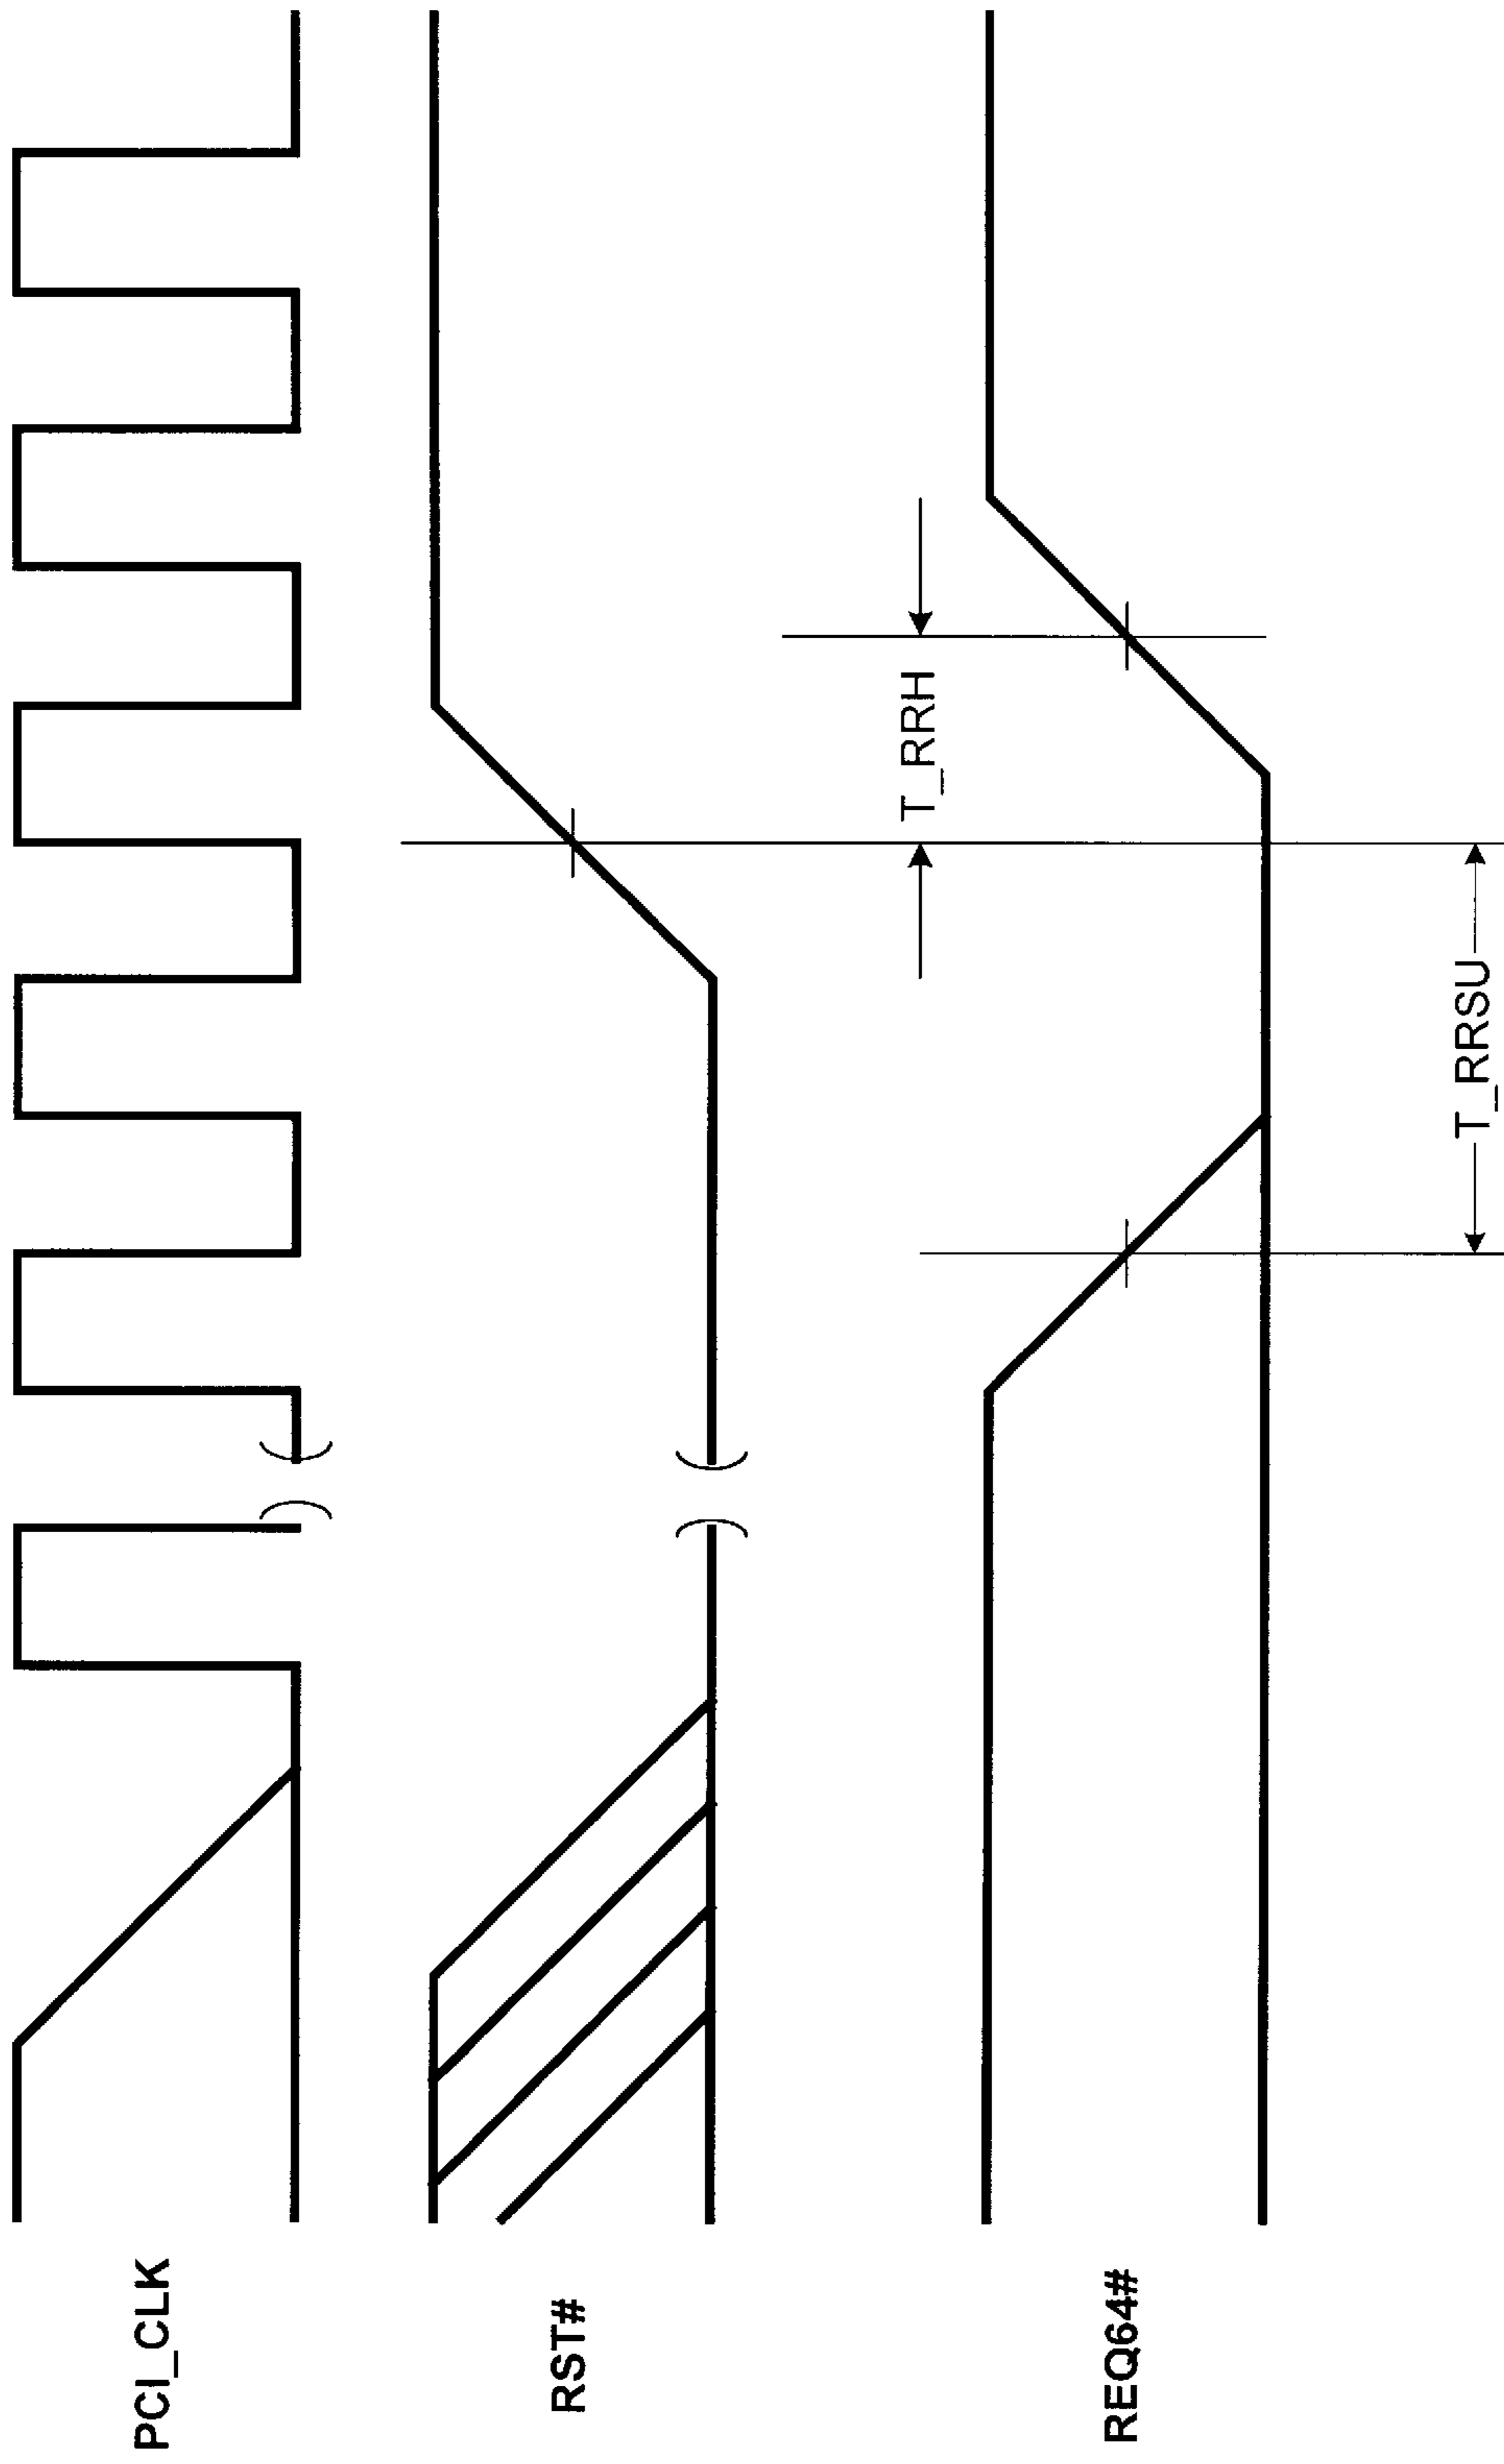 PCI_CLK
RST#
T_RRH
REQ64#
T_RRSU